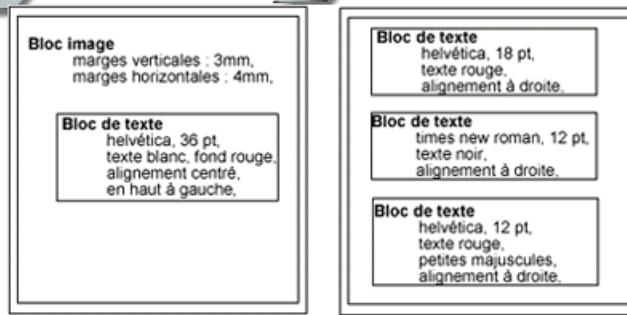 Bloc image
marges verticales : 3mm,
marges horizontales : 4mm,
Bloc de texte
helvética, 36 pt,
texte blanc, fond rouge,
alignement centré,
en haut à gauche,
Bloc de texte
helvética, 18 pt,
texte rouge,
alignement à droite,
Bloc de texte
times new roman, 12 pt,
texte noir,
alignement à droite,
Bloc de texte
helvética, 12 pt,
texte rouge,
petites majuscules,
alignement à droite,